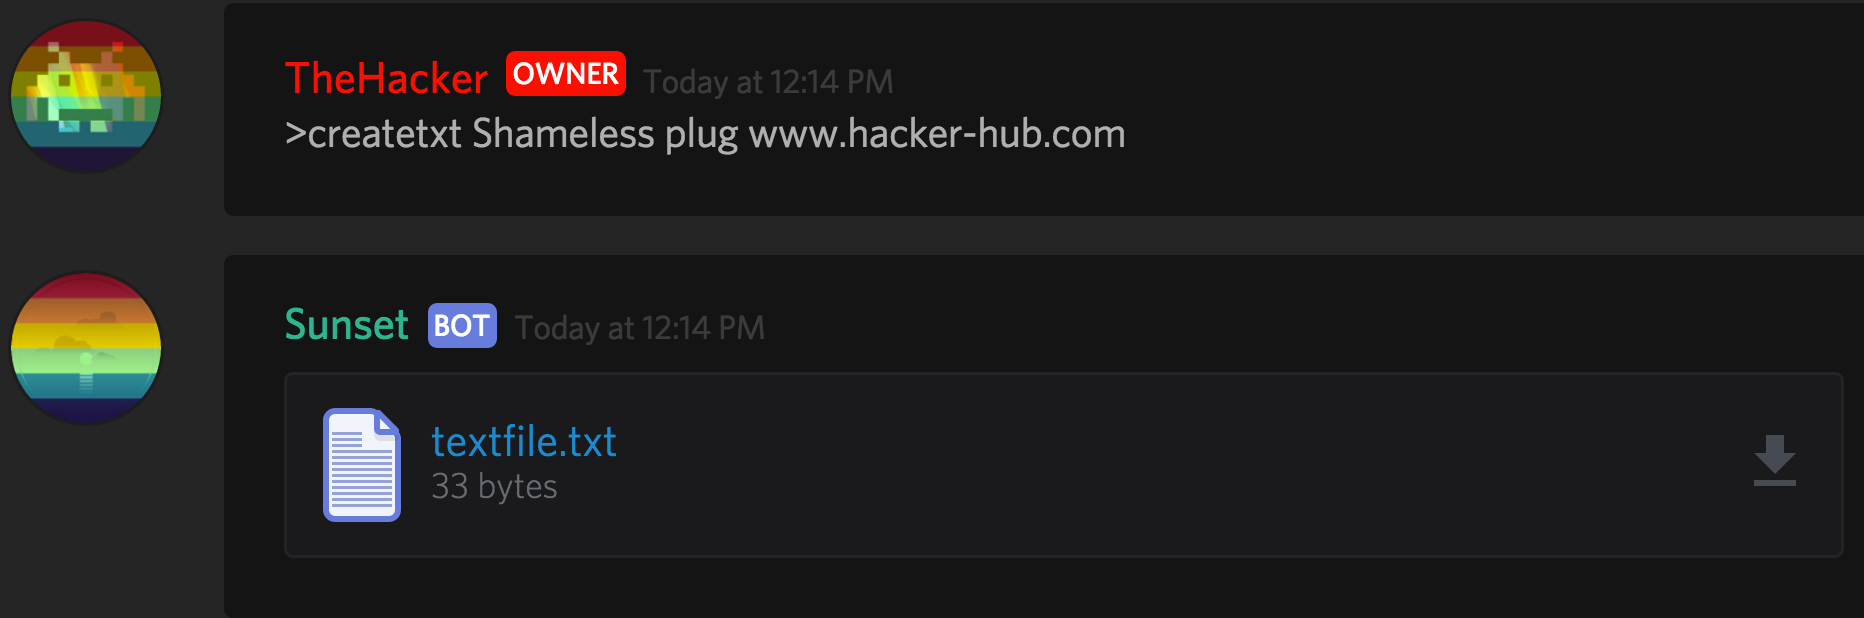 TheHacker OWNER Today at 12:14 PM
>createtxt Shameless plug www.hacker-hub.com
Sunset BOT Today at 12:14 PM
textfile.txt
33 bytes